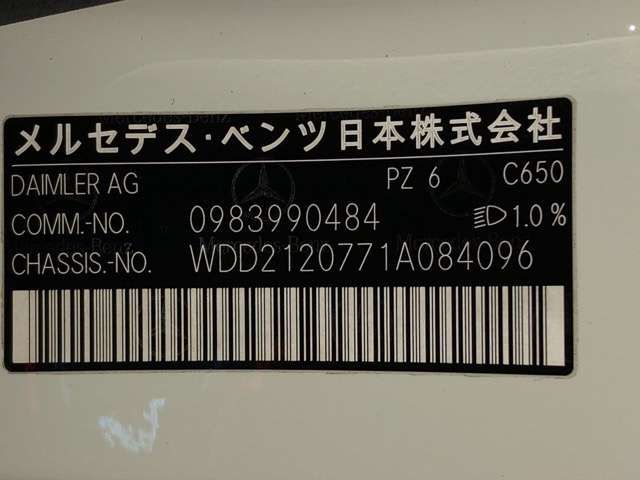 メルセデス・ベンツ日本株式会社
DAIMLER AG PZ 6 C650
COMM.-NO. 0983990484 1.0%
CHASSIS.-NO. WDD2120771A084096